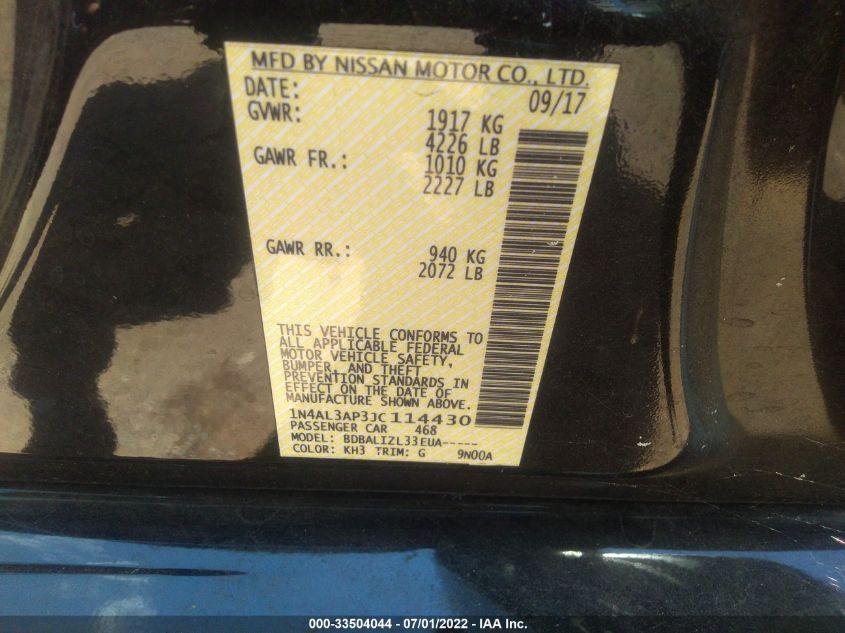 MFD BY NISSAN MOTOR CO., LTD.
DATE: 09/17
GVWR: 1917 KG
4226 LB
GAWR FR.: 1010 KG
2227 LB
GAWR RR.: 940 KG
2072 LB
THIS VEHICLE CONFORMS TO
ALL APPLICABLE FEDERAL
MOTOR VEHICLE SAFETY,
BUMPER, AND THEFT
PREVENTION STANDARDS IN
EFFECT ON THE DATE OF
MANUFACTURE SHOWN ABOVE.
1N4AL3AP3JC114430
PASSENGER CAR 468
MODEL: BDBALIZL33EUA-----
COLOR: KH3 TRIM: G 9N00A
000-33504044 - 07/01/2022 - IAA Inc.